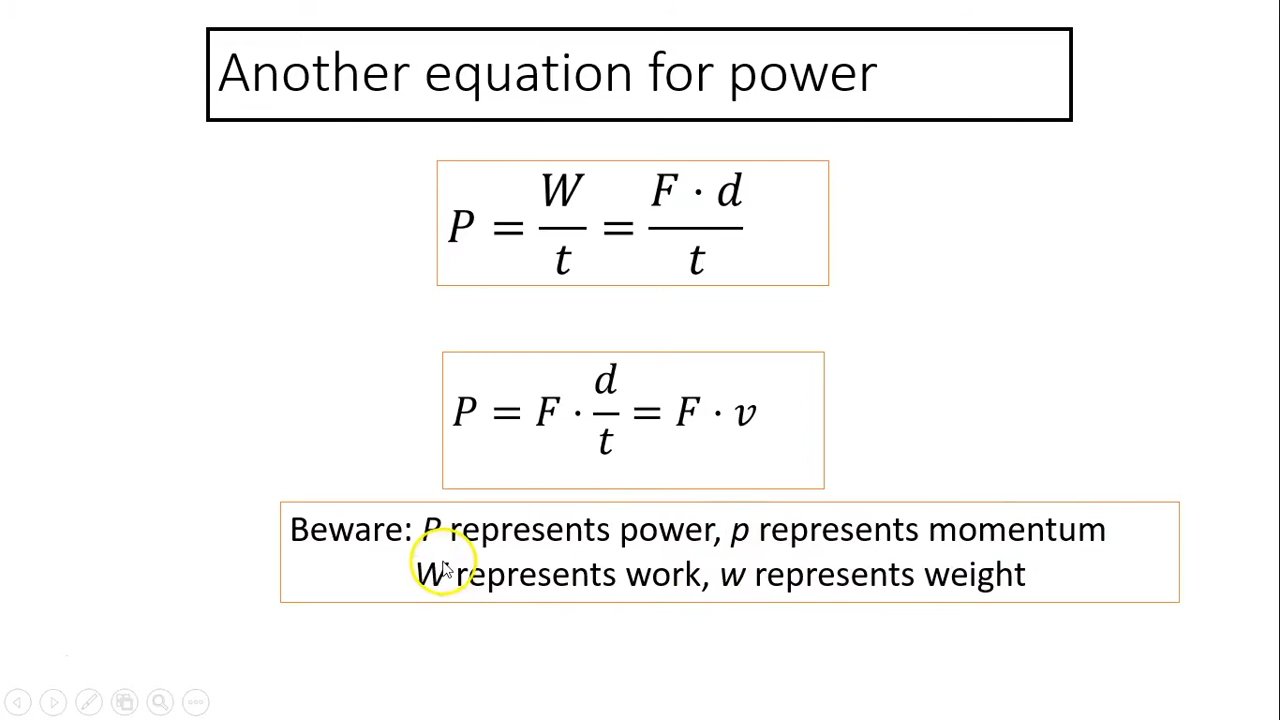 Another equation for power
P = W/t = F · d/t
P = F · d/t = F · v
Beware: P represents power, p represents momentum
W represents work, w represents weight